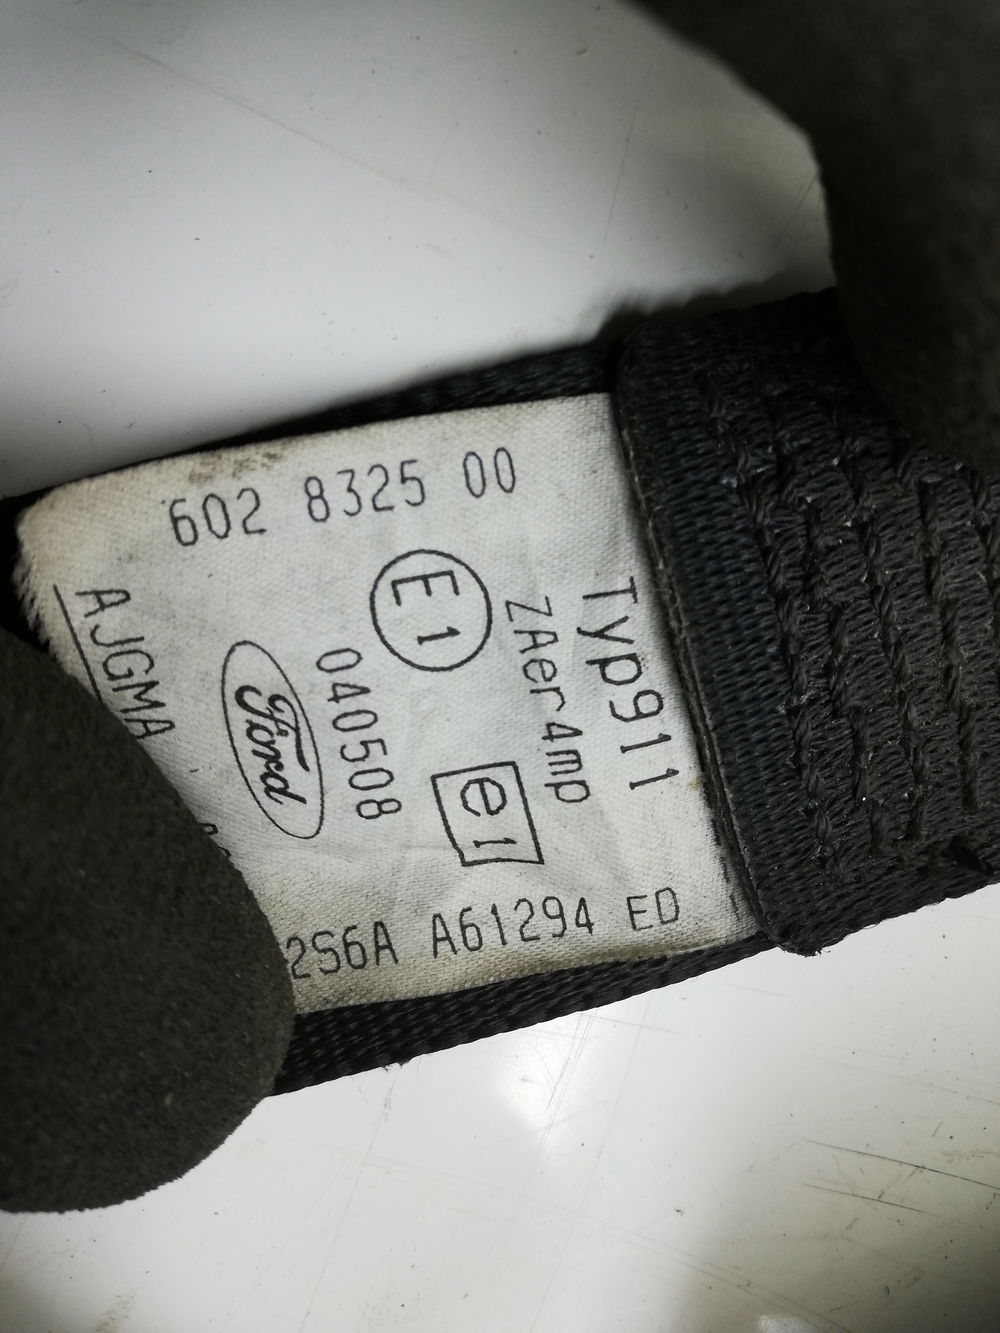 602 8325 00
Typ911
ZAer4mp
E1
e1
040508
Ford
AJGMA
2S6A A61294 ED